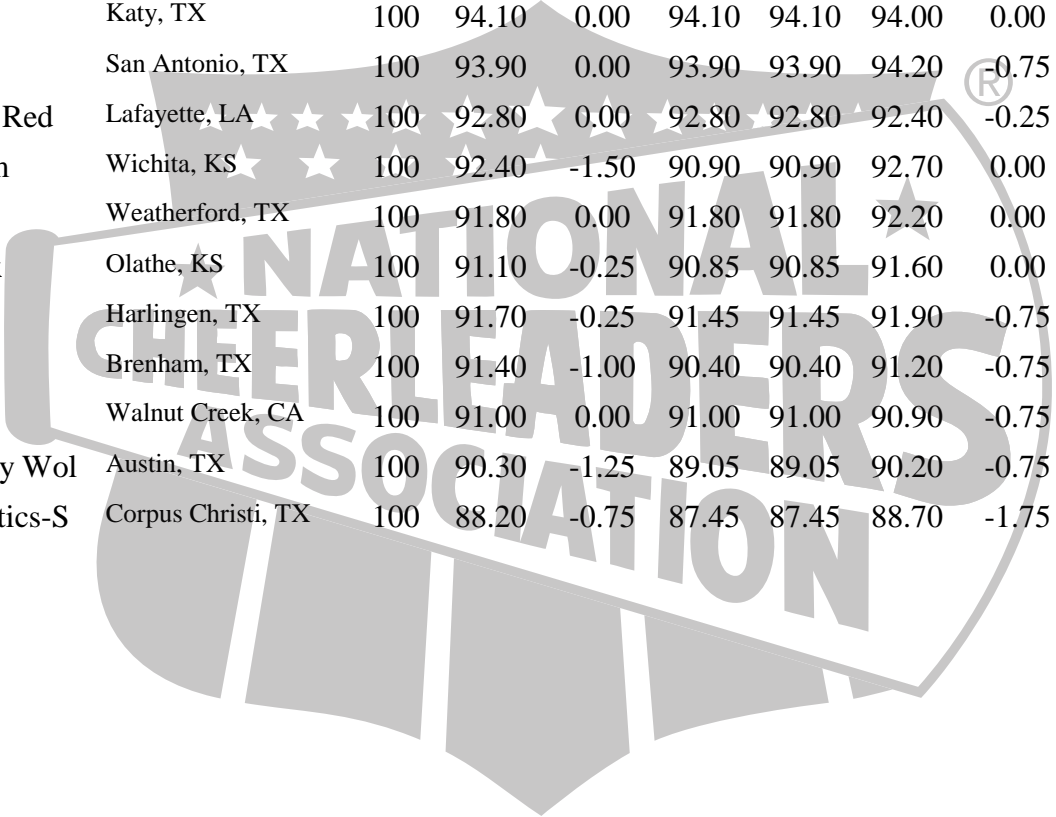 Katy, TX 100 94.10 0.00 94.10 94.10 94.00 0.00
San Antonio, TX 100 93.90 0.00 93.90 93.90 94.20 -0.75
Red Lafayette, LA 100 92.80 0.00 92.80 92.80 92.40 -0.25
Wichita, KS 100 92.40 -1.50 90.90 90.90 92.70 0.00
Weatherford, TX 100 91.80 0.00 91.80 91.80 92.20 0.00
Olathe, KS 100 91.10 -0.25 90.85 90.85 91.60 0.00
Harlingen, TX 100 91.70 -0.25 91.45 91.45 91.90 -0.75
Brenham, TX 100 91.40 -1.00 90.40 90.40 91.20 -0.75
Walnut Creek, CA 100 91.00 0.00 91.00 91.00 90.90 -0.75
y Wol Austin, TX 100 90.30 -1.25 89.05 89.05 90.20 -0.75
tics-S Corpus Christi, TX 100 88.20 -0.75 87.45 87.45 88.70 -1.75
NATIONAL
CHEERLEADERS
ASSOCIATION
®